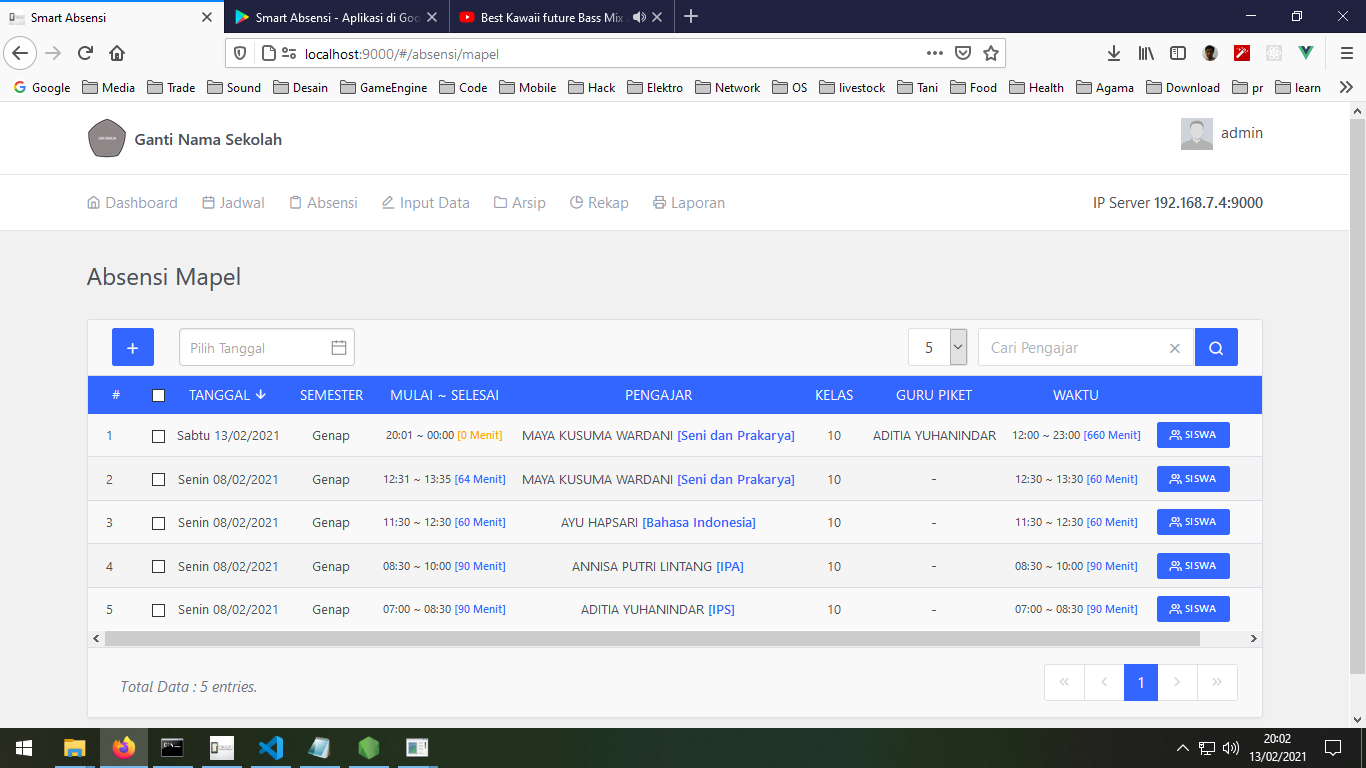 Smart Absensi
Smart Absensi - Aplikasi di Goo
Best Kawaii future Bass Mix
localhost:9000/#/absensi/mapel
Google Media Trade Sound Desain GameEngine Code Mobile Hack Elektro Network OS livestock Tani Food Health Agama Download pr learn
Ganti Nama Sekolah
admin
Dashboard Jadwal Absensi Input Data Arsip Rekap Laporan
IP Server 192.168.7.4:9000
Absensi Mapel
+ Pilih Tanggal 5 Cari Pengajar
# TANGGAL SEMESTER MULAI ~ SELESAI PENGAJAR KELAS GURU PIKET WAKTU
1 Sabtu 13/02/2021 Genap 20:01 ~ 00:00 [0 Menit] MAYA KUSUMA WARDANI [Seni dan Prakarya] 10 ADITIA YUHANINDAR 12:00 ~ 23:00 [660 Menit] SISWA
2 Senin 08/02/2021 Genap 12:31 ~ 13:35 [64 Menit] MAYA KUSUMA WARDANI [Seni dan Prakarya] 10 - 12:30 ~ 13:30 [60 Menit] SISWA
3 Senin 08/02/2021 Genap 11:30 ~ 12:30 [60 Menit] AYU HAPSARI [Bahasa Indonesia] 10 - 11:30 ~ 12:30 [60 Menit] SISWA
4 Senin 08/02/2021 Genap 08:30 ~ 10:00 [90 Menit] ANNISA PUTRI LINTANG [IPA] 10 - 08:30 ~ 10:00 [90 Menit] SISWA
5 Senin 08/02/2021 Genap 07:00 ~ 08:30 [90 Menit] ADITIA YUHANINDAR [IPS] 10 - 07:00 ~ 08:30 [90 Menit] SISWA
Total Data : 5 entries.
« ‹ 1 › »
20:02
13/02/2021